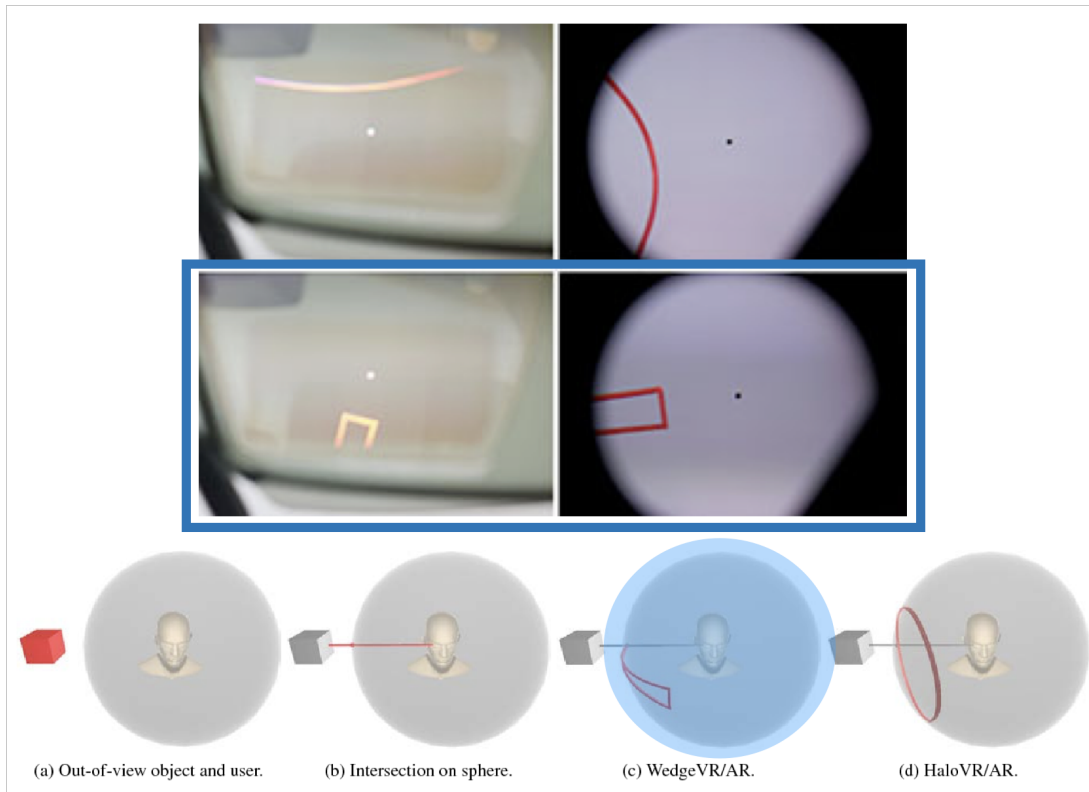 (a) Out-of-view object and user.
(b) Intersection on sphere.
(c) WedgeVR/AR.
(d) HaloVR/AR.